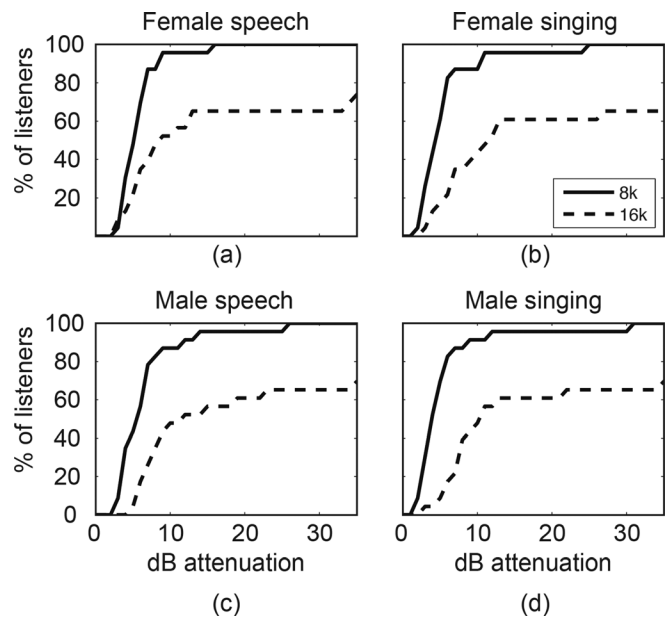 Female speech
Female singing
% of listeners
100
80
60
40
20
8k
16k
(a)
(b)
Male speech
Male singing
% of listeners
100
80
60
40
20
0
0 10 20 30
0 10 20 30
dB attenuation
dB attenuation
(c)
(d)